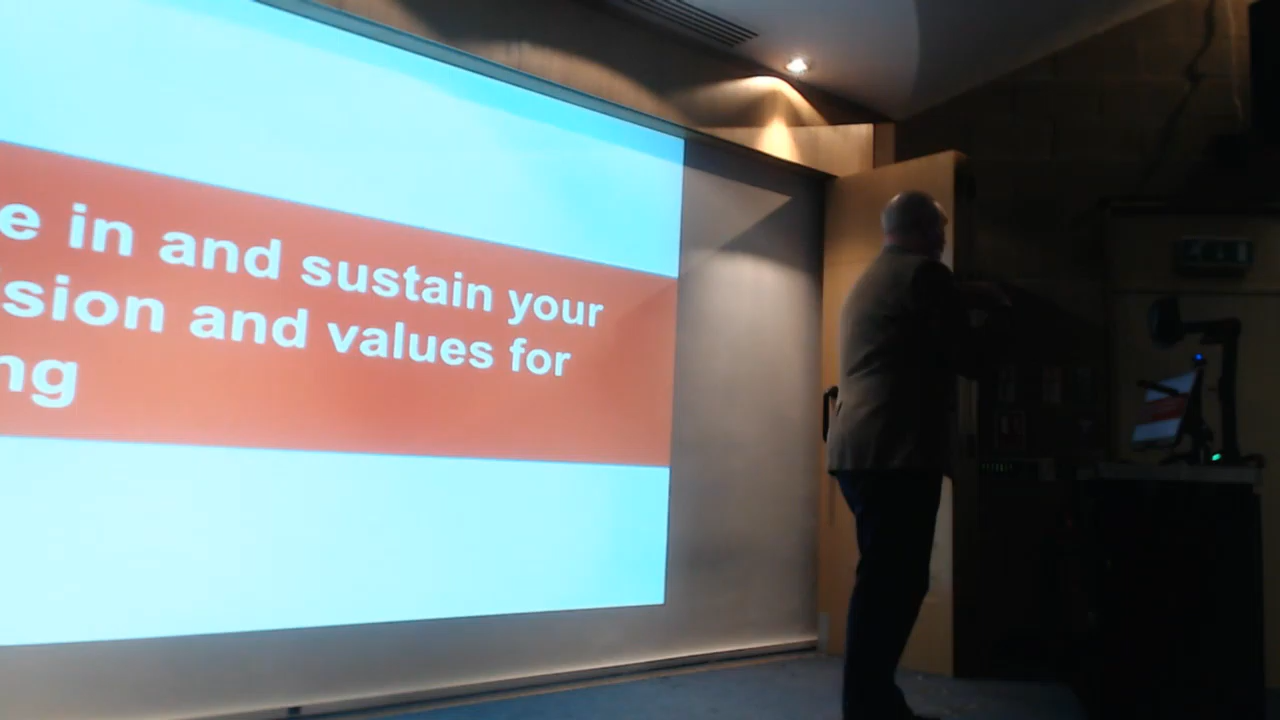 e in and sustain your
sion and values for
ng